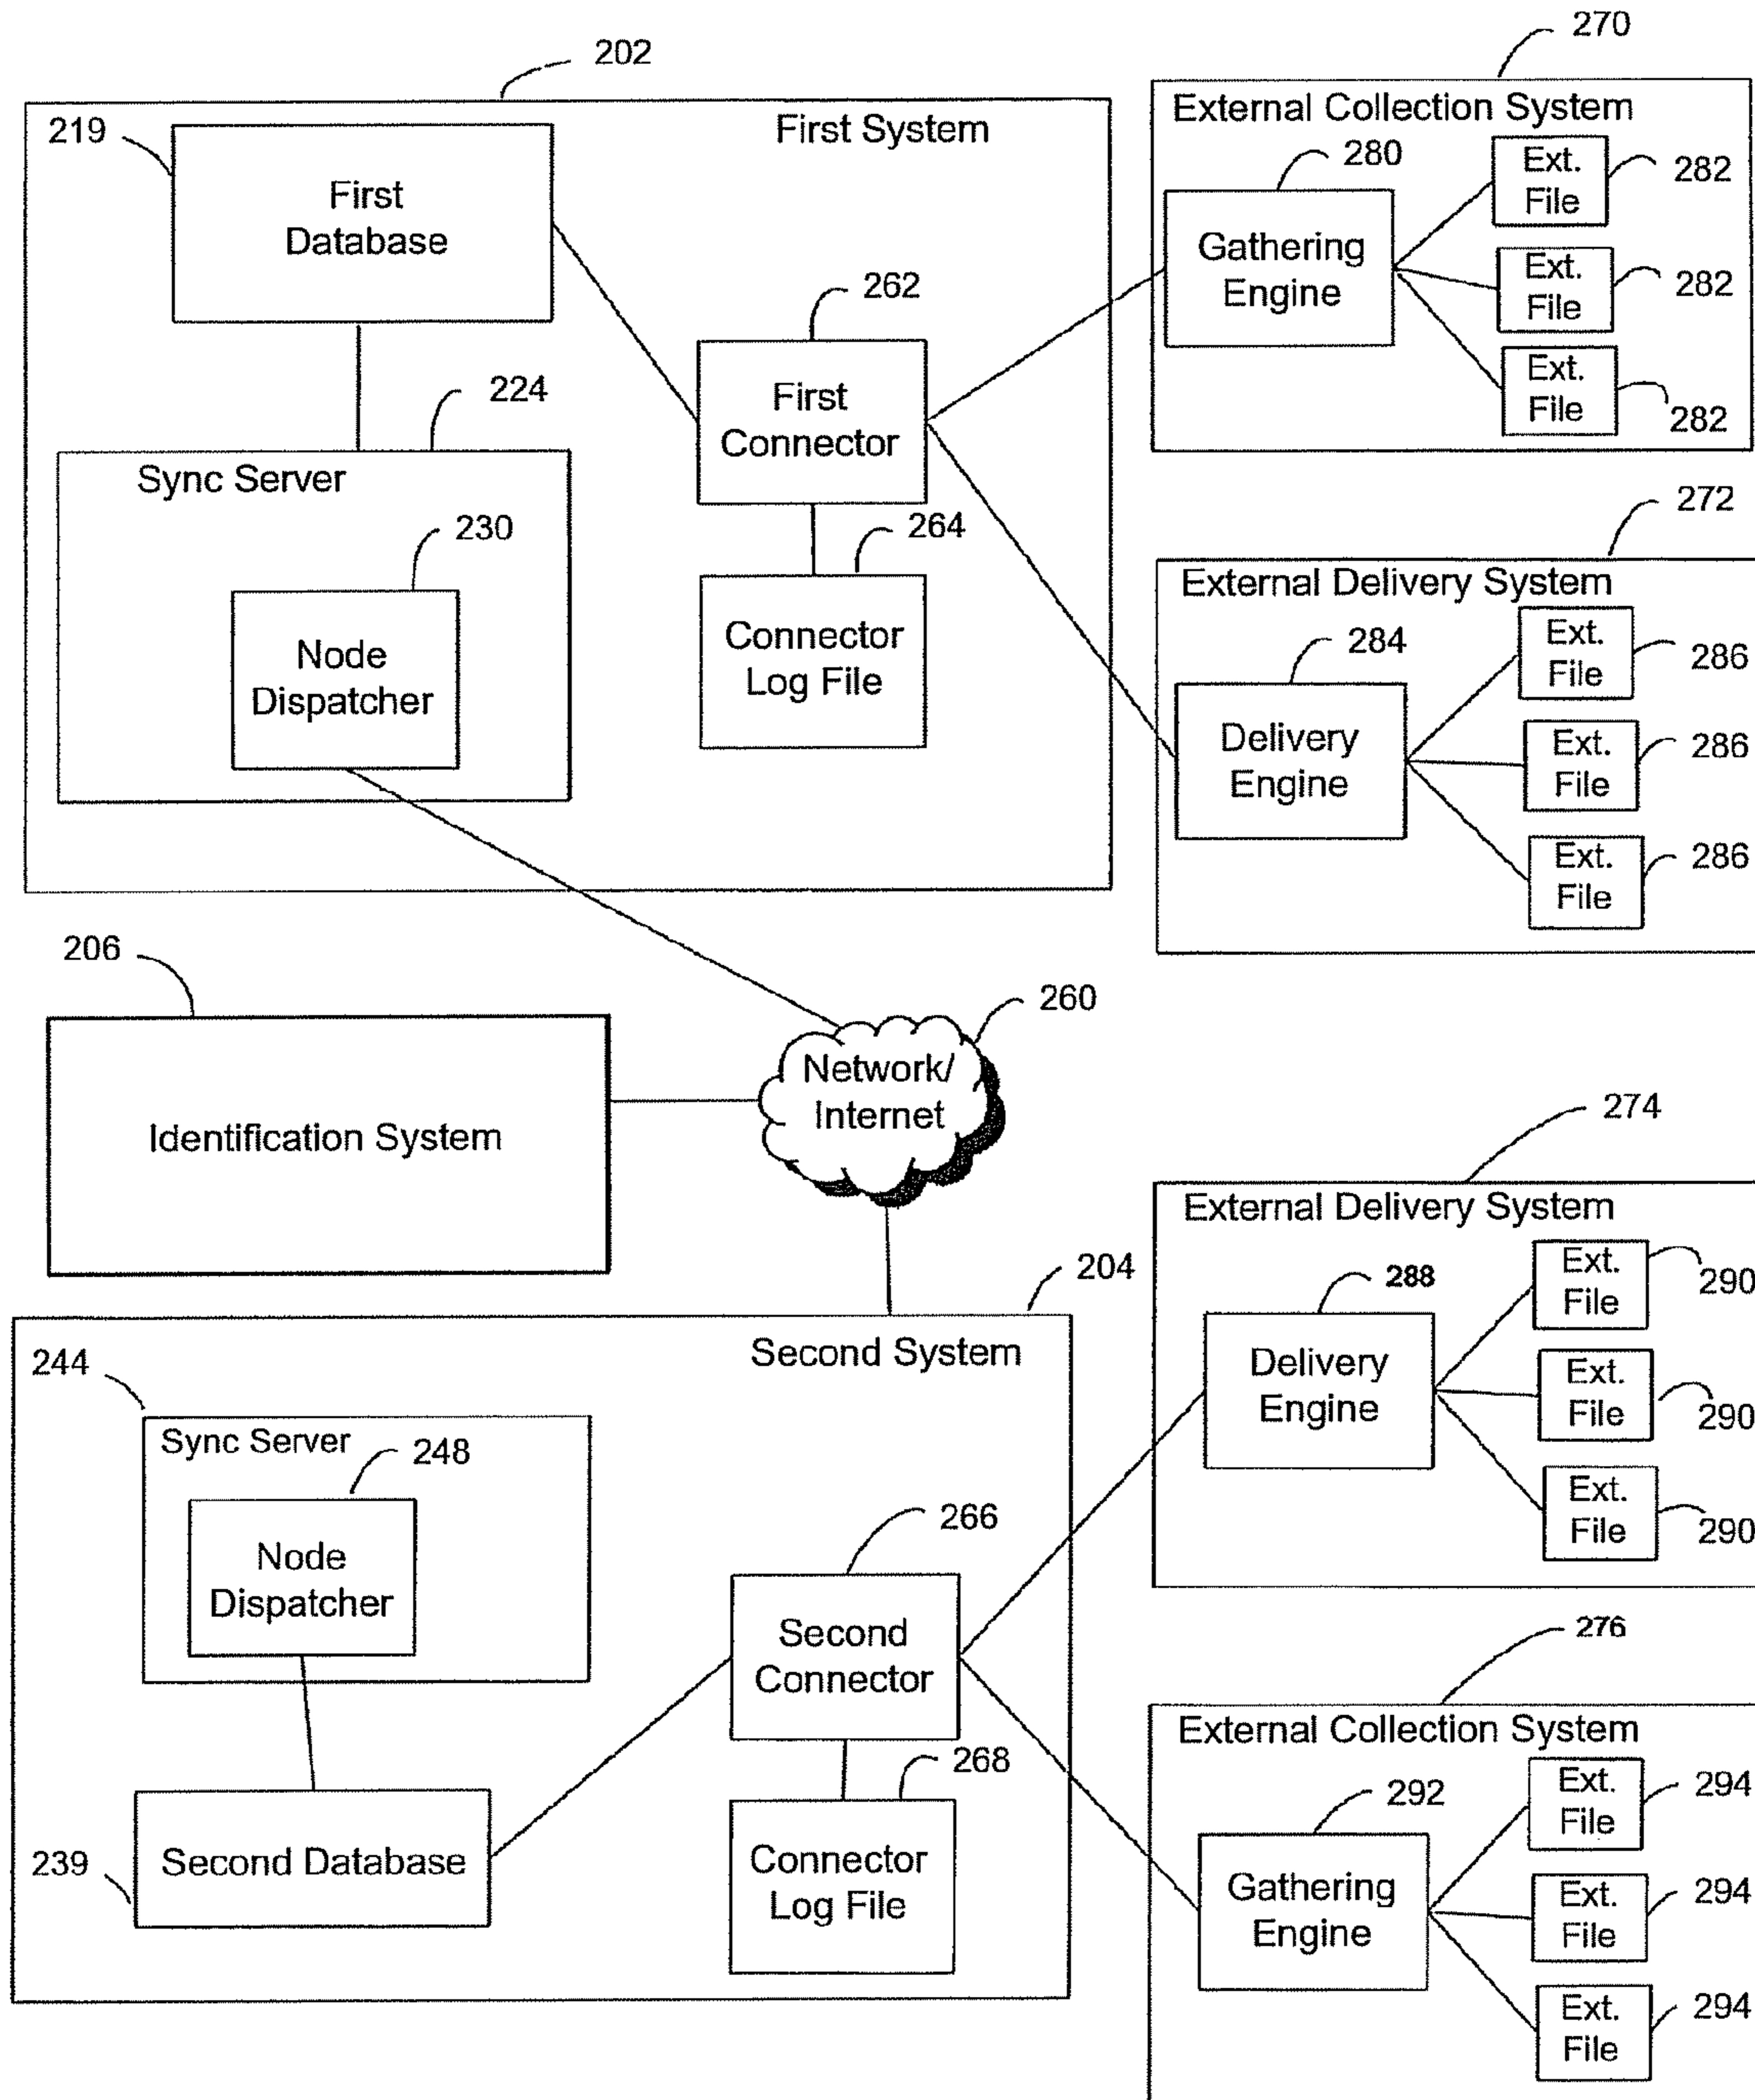 202
270
First System
External Collection System
219
First
Database
280
Gathering
Engine
Ext.
File
282
Ext.
File
282
Ext.
File
282
262
First
Connector
224
Sync Server
230
Node
Dispatcher
264
Connector
Log File
272
External Delivery System
284
Delivery
Engine
Ext.
File
286
Ext.
File
286
Ext.
File
286
206
Identification System
260
Network/
Internet
274
External Delivery System
288
Delivery
Engine
Ext.
File
290
Ext.
File
290
Ext.
File
290
204
Second System
244
Sync Server
248
Node
Dispatcher
266
Second
Connector
268
Connector
Log File
239
Second Database
276
External Collection System
292
Gathering
Engine
Ext.
File
294
Ext.
File
294
Ext.
File
294